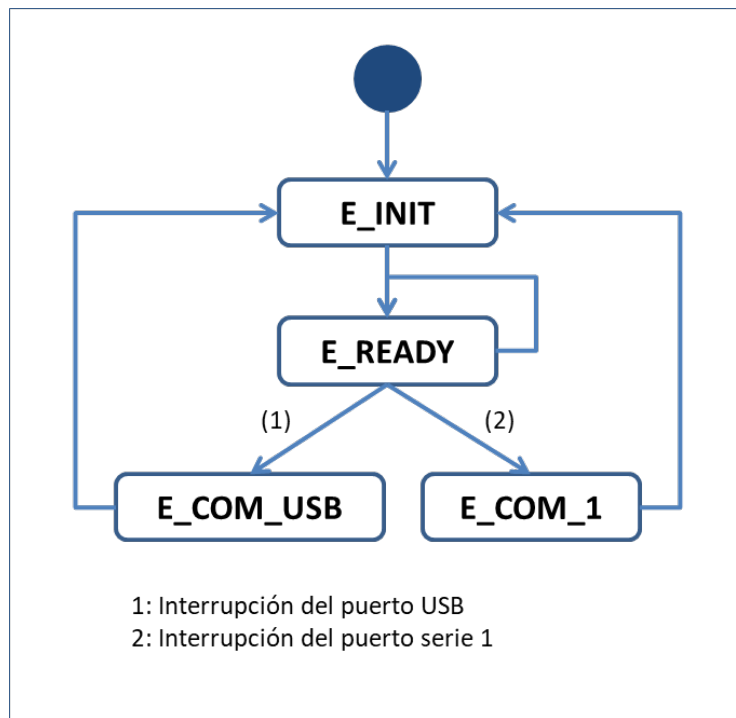 E_INIT
E_READY
(1)
(2)
E_COM_USB
E_COM_1
1: Interrupción del puerto USB
2: Interrupción del puerto serie 1